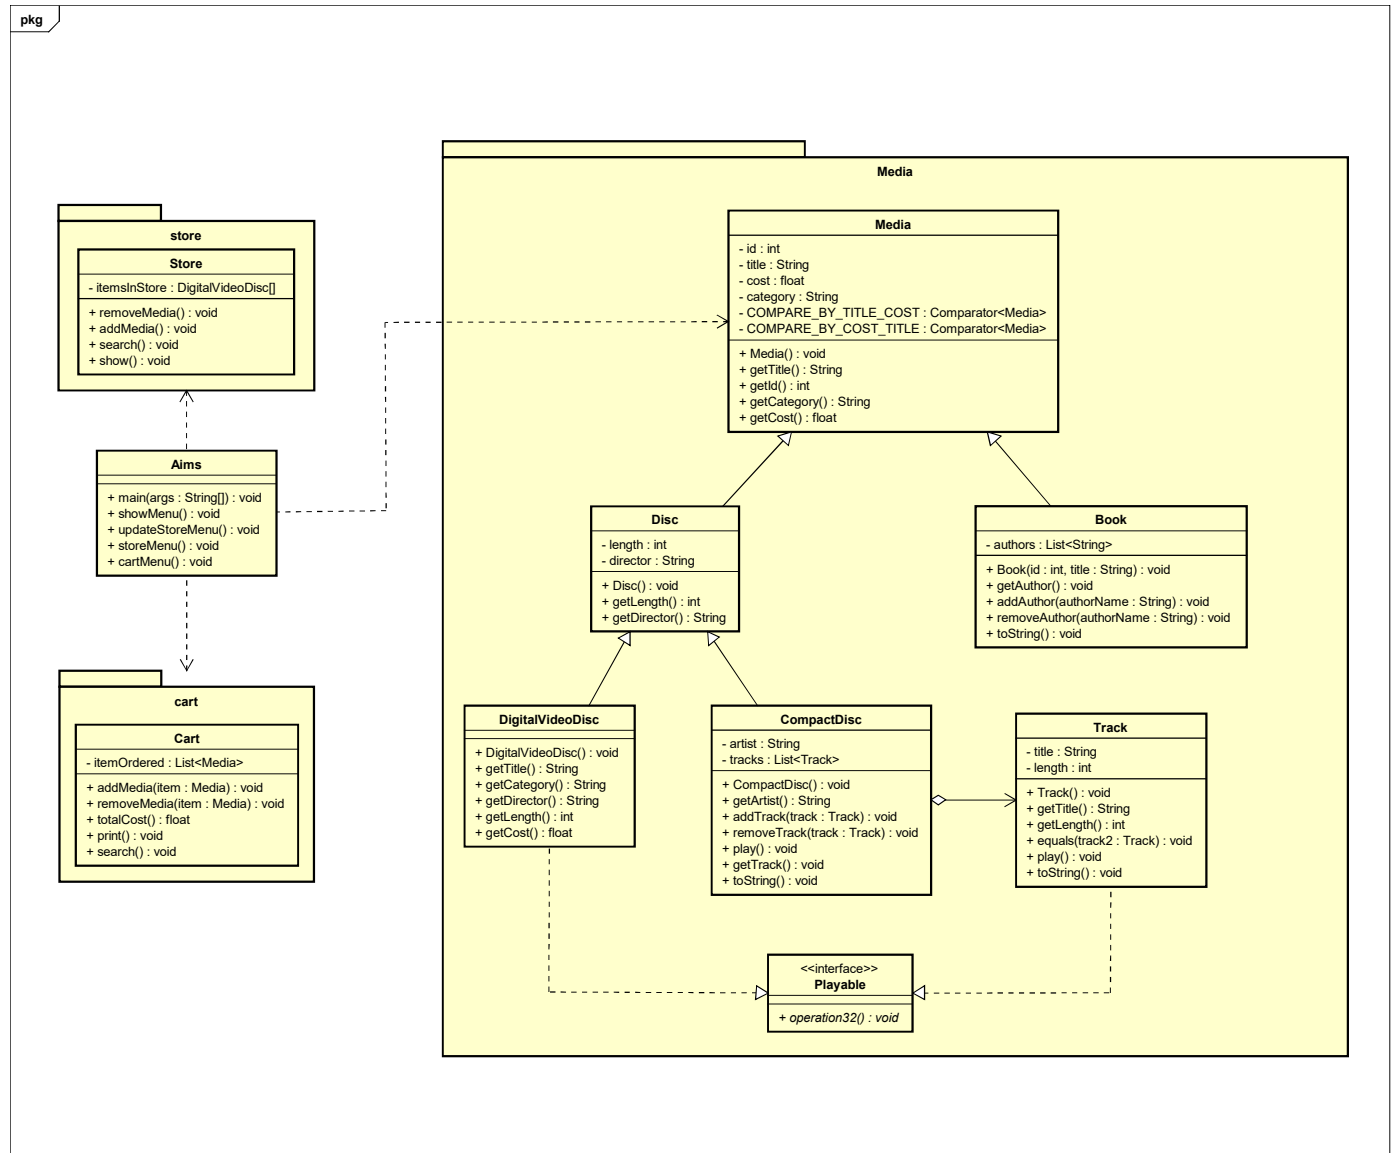 pkg
store
Store
- itemsInStore : DigitalVideoDisc[]
+ removeMedia() : void
+ addMedia() : void
+ search() : void
+ show() : void
Aims
+ main(args : String[]) : void
+ showMenu() : void
+ updateStoreMenu() : void
+ storeMenu() : void
+ cartMenu() : void
cart
Cart
- itemOrdered : List<Media>
+ addMedia(item : Media) : void
+ removeMedia(item : Media) : void
+ totalCost() : float
+ print() : void
+ search() : void
Media
Media
- id : int
- title : String
- cost : float
- category : String
- COMPARE_BY_TITLE_COST : Comparator<Media>
- COMPARE_BY_COST_TITLE : Comparator<Media>
+ Media() : void
+ getTitle() : String
+ getId() : int
+ getCategory() : String
+ getCost() : float
Disc
- length : int
- director : String
+ Disc() : void
+ getLength() : int
+ getDirector() : String
Book
- authors : List<String>
+ Book(id : int, title : String) : void
+ getAuthor() : void
+ addAuthor(authorName : String) : void
+ removeAuthor(authorName : String) : void
+ toString() : void
DigitalVideoDisc
+ DigitalVideoDisc() : void
+ getTitle() : String
+ getCategory() : String
+ getDirector() : String
+ getLength() : int
+ getCost() : float
CompactDisc
- artist : String
- tracks : List<Track>
+ CompactDisc() : void
+ getArtist() : String
+ addTrack(track : Track) : void
+ removeTrack(track : Track) : void
+ play() : void
+ getTrack() : void
+ toString() : void
Track
- title : String
- length : int
+ Track() : void
+ getTitle() : String
+ getLength() : int
+ equals(track2 : Track) : void
+ play() : void
+ toString() : void
<<interface>>
Playable
+ operation32() : void